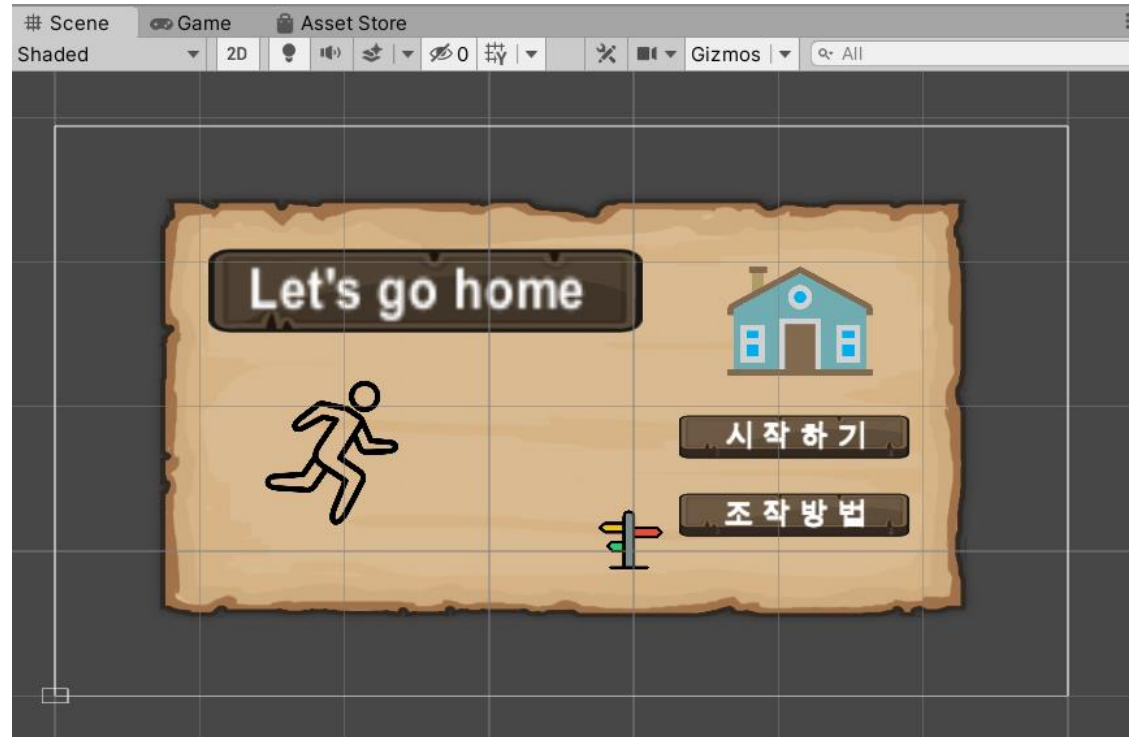 Scene Game Asset Store
Shaded 2D 0 Gizmos All
Let's go home
시작하기
조작방법